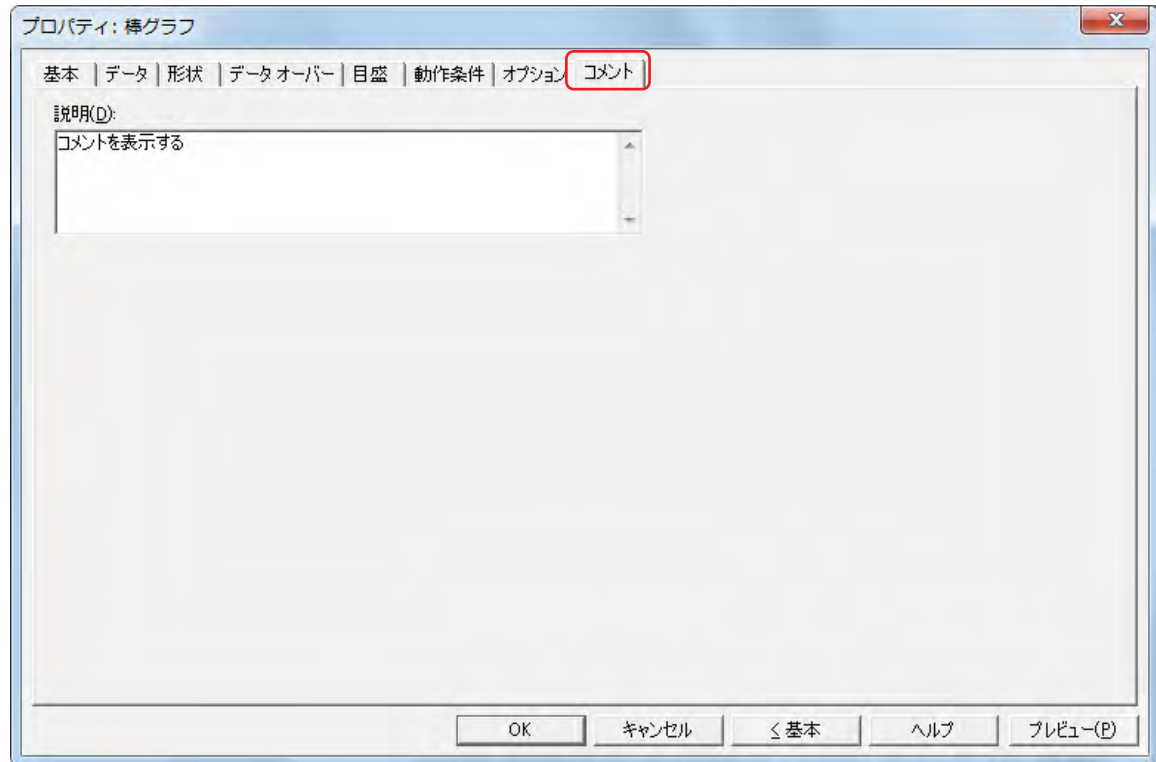 プロパティ: 棒グラフ
基本 データ 形状 データ オーバー 目盛 動作条件 オプション コメント
説明(D):
コメントを表示する
OK キャンセル < 基本 ヘルプ プレビュー(P)